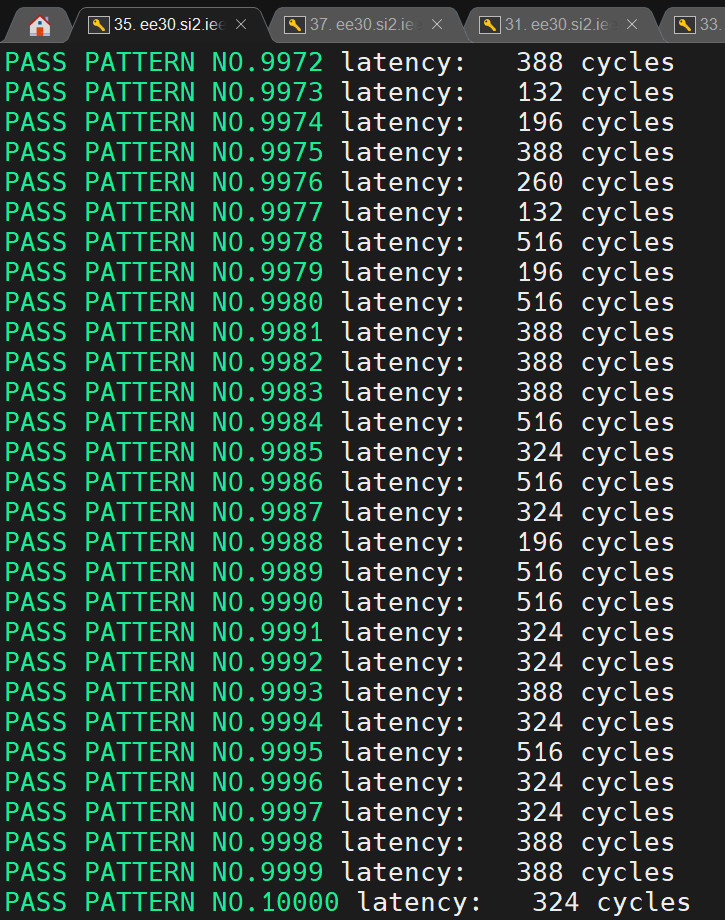 35. ee30.si2.iee
37. ee30.si2.ie
31. ee30.si2.ie
33.
PASS PATTERN NO.9972 latency: 388 cycles
PASS PATTERN NO.9973 latency: 132 cycles
PASS PATTERN NO.9974 latency: 196 cycles
PASS PATTERN NO.9975 latency: 388 cycles
PASS PATTERN NO.9976 latency: 260 cycles
PASS PATTERN NO.9977 latency: 132 cycles
PASS PATTERN NO.9978 latency: 516 cycles
PASS PATTERN NO.9979 latency: 196 cycles
PASS PATTERN NO.9980 latency: 516 cycles
PASS PATTERN NO.9981 latency: 388 cycles
PASS PATTERN NO.9982 latency: 388 cycles
PASS PATTERN NO.9983 latency: 388 cycles
PASS PATTERN NO.9984 latency: 516 cycles
PASS PATTERN NO.9985 latency: 324 cycles
PASS PATTERN NO.9986 latency: 516 cycles
PASS PATTERN NO.9987 latency: 324 cycles
PASS PATTERN NO.9988 latency: 196 cycles
PASS PATTERN NO.9989 latency: 516 cycles
PASS PATTERN NO.9990 latency: 516 cycles
PASS PATTERN NO.9991 latency: 324 cycles
PASS PATTERN NO.9992 latency: 324 cycles
PASS PATTERN NO.9993 latency: 388 cycles
PASS PATTERN NO.9994 latency: 324 cycles
PASS PATTERN NO.9995 latency: 516 cycles
PASS PATTERN NO.9996 latency: 324 cycles
PASS PATTERN NO.9997 latency: 324 cycles
PASS PATTERN NO.9998 latency: 388 cycles
PASS PATTERN NO.9999 latency: 388 cycles
PASS PATTERN NO.10000 latency: 324 cycles